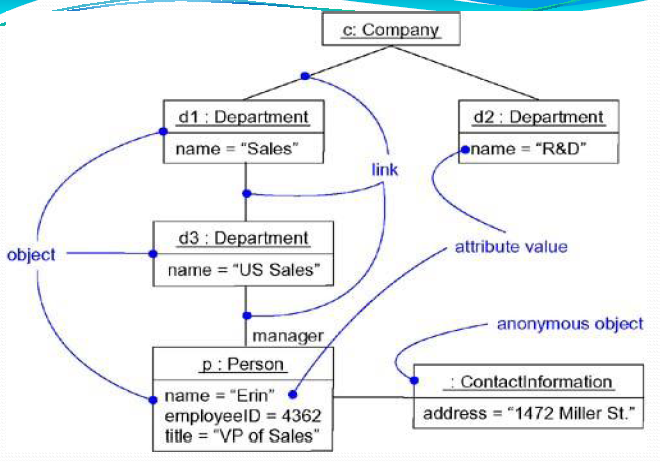 c: Company
d1 : Department
name = "Sales"
d2 : Department
name = "R&D"
link
d3 : Department
name = "US Sales"
object
attribute value
manager
anonymous object
p : Person
name = "Erin"
employeeID = 4362
title = "VP of Sales"
: ContactInformation
address = "1472 Miller St."